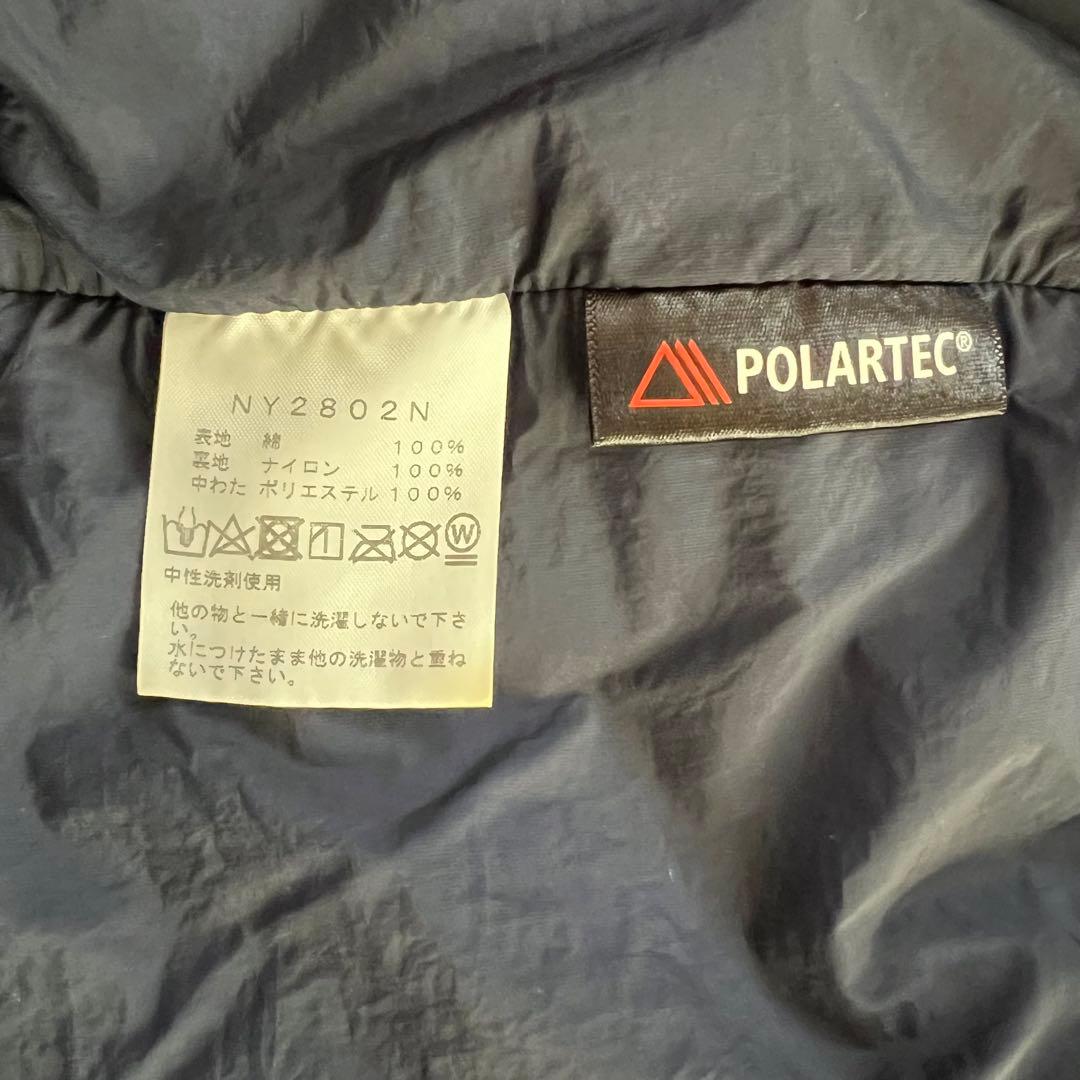 NY2802N
表地 綿 100%
裏地 ナイロン 100%
中わた ポリエステル 100%
W
中性洗剤使用
他の物と一緒に洗濯しないで下さ
い。
水につけたまま他の洗濯物と重ね
ないで下さい。
POLARTEC®